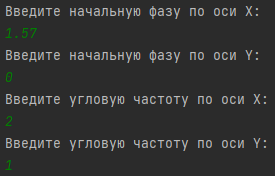 Введите начальную фазу по оси X:
1.57
Введите начальную фазу по оси Y:
0
Введите угловую частоту по оси X:
2
Введите угловую частоту по оси Y:
1